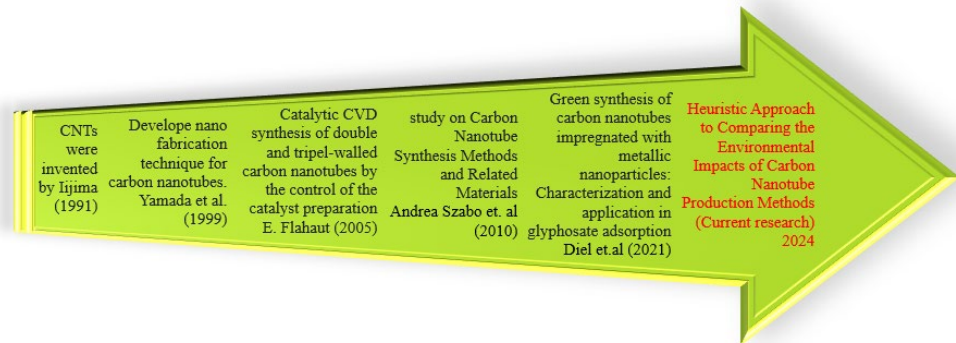 CNTs
were
invented
by Iijima
(1991)
Develope nano
fabrication
technique for
carbon nanotubes.
Yamada et al.
(1999)
Catalytic CVD
synthesis of double
and tripel-walled
carbon nanotubes by
the control of the
catalyst preparation
E. Flahaut (2005)
study on Carbon
Nanotube
Synthesis Methods
and Related
Materials
Andrea Szabo et. al
(2010)
Green synthesis of
carbon nanotubes
impregnated with
metallic
nanoparticles:
Characterization and
application in
glyphosate adsorption
Diel et.al (2021)
Heuristic Approach
to Comparing the
Environmental
Impacts of Carbon
Nanotube
Production Methods
(Current research)
2024